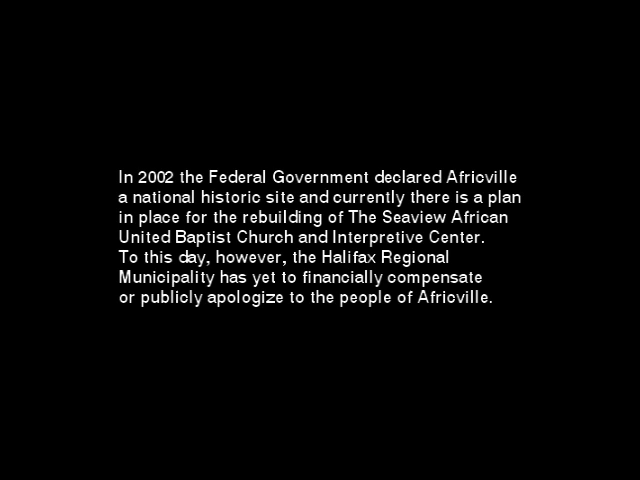 In 2002 the Federal Government declared Africville
a national historic site and currently there is a plan
in place for the rebuilding of The Seaview African
United Baptist Church and Interpretive Center.
To this day, however, the Halifax Regional
Municipality has yet to financially compensate
or publicly apologize to the people of Africville.